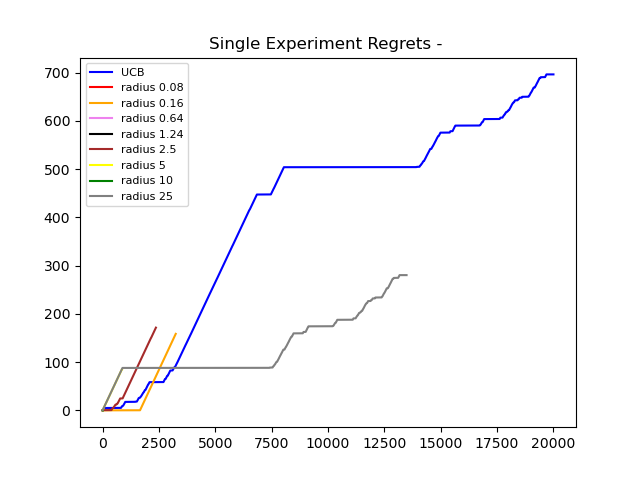 Single Experiment Regrets -
700
600
500
400
300
200
100
0
UCB
radius 0.08
radius 0.16
radius 0.64
radius 1.24
radius 2.5
radius 5
radius 10
radius 25
0 2500 5000 7500 10000 12500 15000 17500 20000